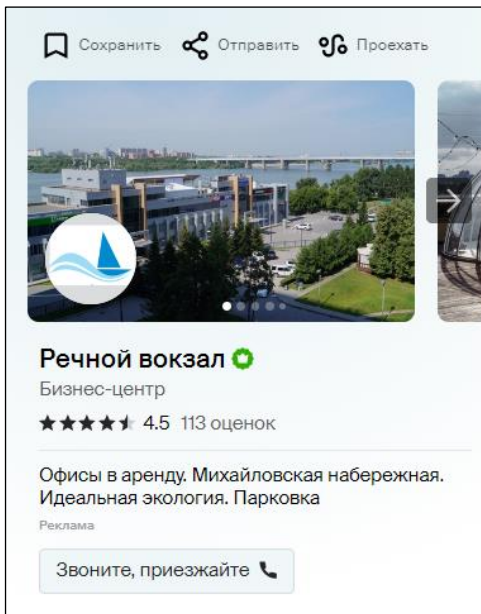 Сохранить Отправить Проехать
Речной вокзал
Бизнес-центр
4.5 113 оценок
Офисы в аренду. Михайловская набережная.
Идеальная экология. Парковка
Реклама
Звоните, приезжайте